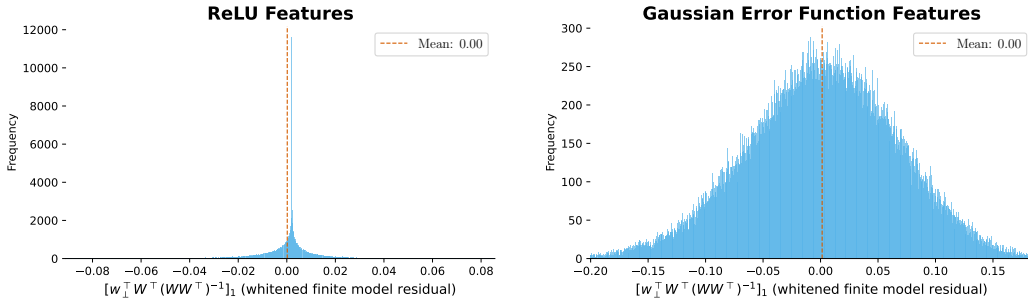 ReLU Features
Mean: 0.00
12000
10000
8000
6000
4000
2000
0
Frequency
−0.08 −0.06 −0.04 −0.02 0.00 0.02 0.04 0.06 0.08
[w⊥⊤W⊤(WW⊤)−1]1 (whitened finite model residual)
Gaussian Error Function Features
Mean: 0.00
300
250
200
150
100
50
0
Frequency
−0.20 −0.15 −0.10 −0.05 0.00 0.05 0.10 0.15
[w⊥⊤W⊤(WW⊤)−1]1 (whitened finite model residual)